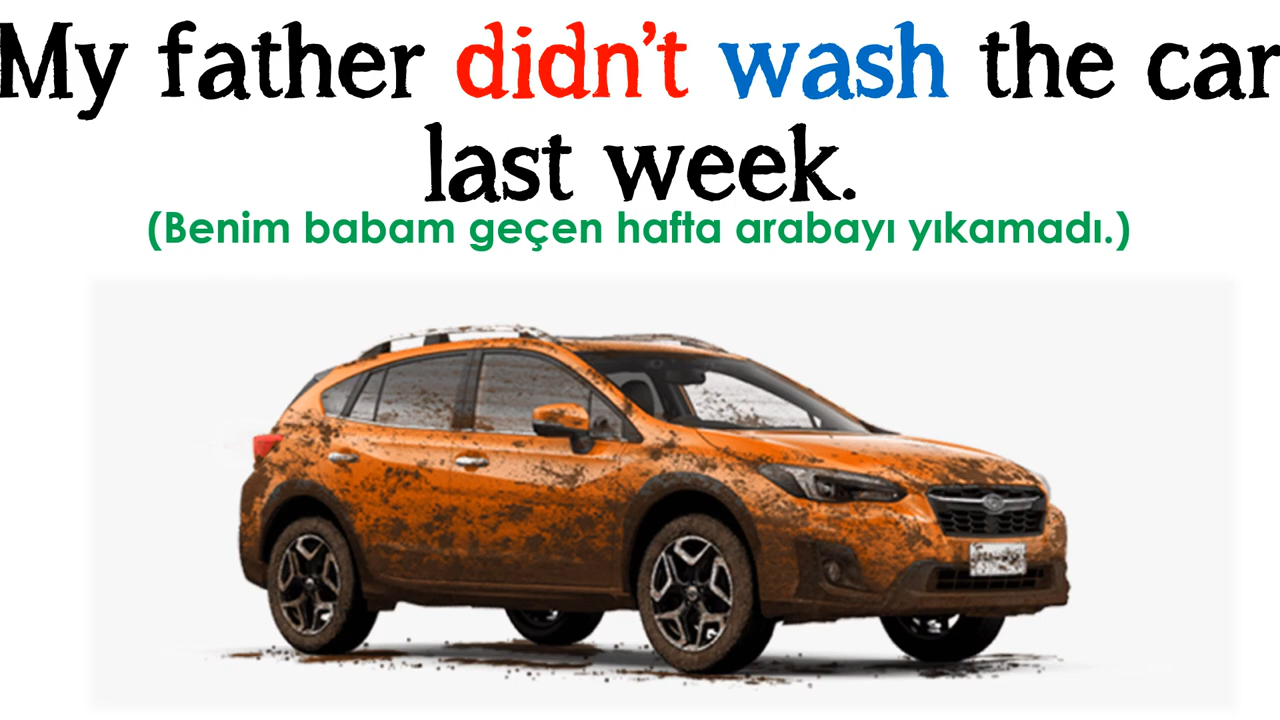 My father didn't wash the car
last week.
(Benim babam geçen hafta arabayı yıkamadı.)